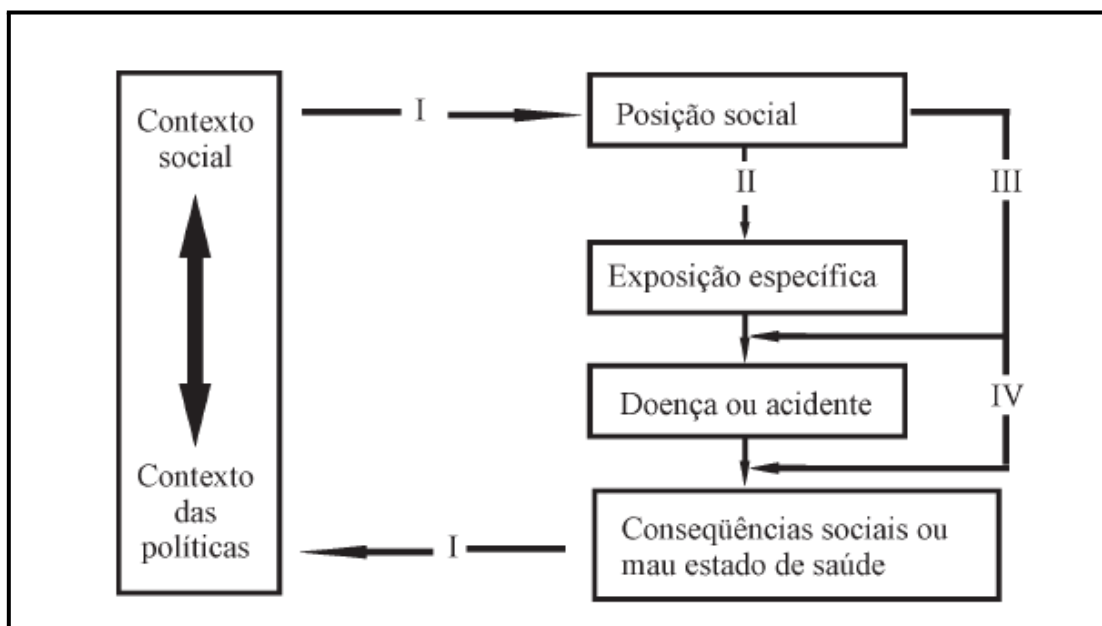 Contexto
social
Contexto
das
políticas
I
Posição social
II
III
Exposição específica
Doença ou acidente
IV
Conseqüências sociais ou
mau estado de saúde
I